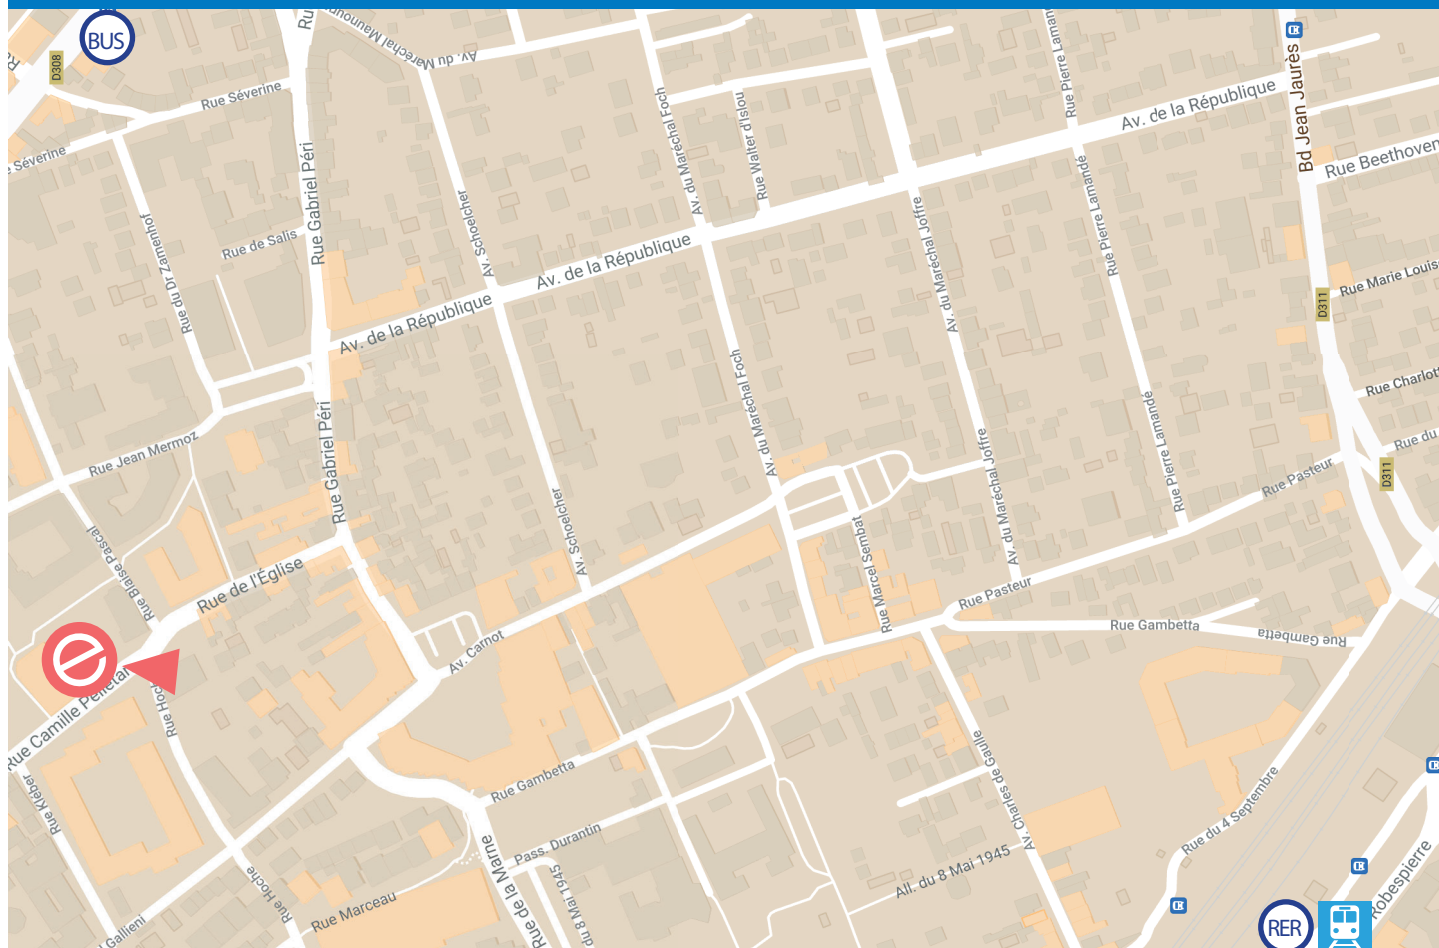 BUS
D308
Ru
Av. du Maréchal Maunoury
Rue Pierre Lamandé
Bd Jean Jaurès
Rue Séverine
Av. du Maréchal Foch
Rue Walter d'Islou
Av. de la République
Rue Beethoven
e Séverine
Rue Gabriel Péri
Av. Schoelcher
Rue du Dr Zamenhof
Rue de Salis
Av. de la République
Av. du Maréchal Joffre
Rue Pierre Lamandé
Rue Marie Louis
D311
Av. de la République
Av. du Maréchal Foch
Rue Charlot
Rue Gabriel Péri
Rue Jean Mermoz
Av. du Maréchal Joffre
Rue Pierre Lamandé
Rue du
D311
Rue Pasteur
Rue Blaise Pascal
Av. Schoelcher
Rue Marcel Sembat
Rue de l'Église
Rue Pasteur
Rue Gambetta
Rue Gambetta
Av. Carnot
Rue Camille Pelletan
Rue Hoch
Rue Gambetta
Av. Charles de Gaulle
Rue Kléber
Rue du 4 Septembre
Pass. Durantin
Rue de la Marne
du 8 Mai 1945
All. du 8 Mai 1945
Rue Hoche
Rue Marceau
l Gallieni
Robespierre
RER